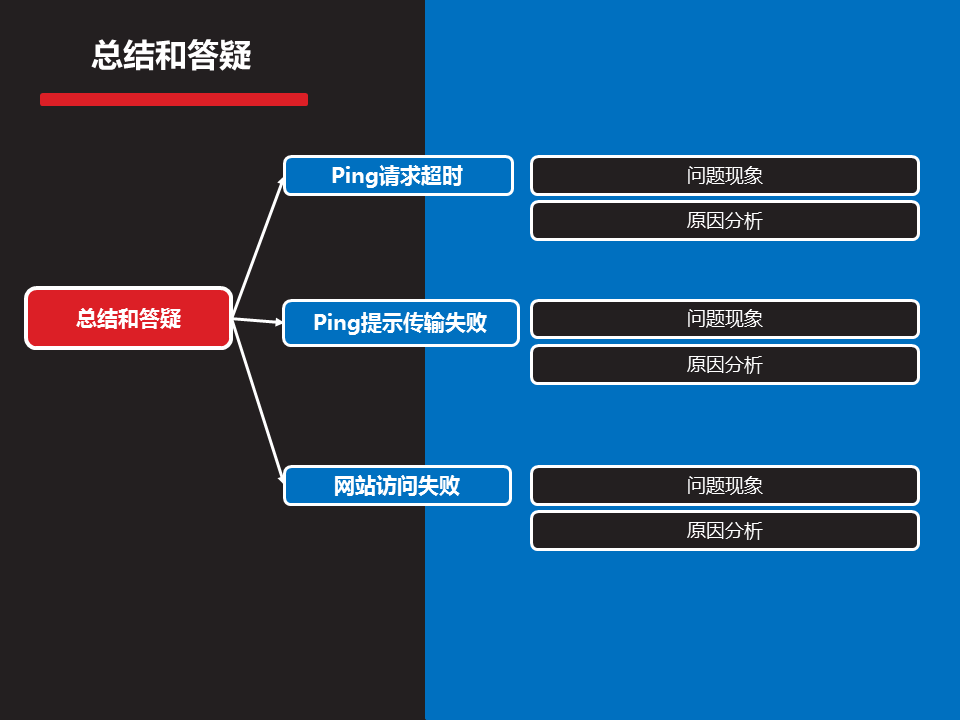 总结和答疑
总结和答疑
Ping请求超时
问题现象
原因分析
Ping提示传输失败
问题现象
原因分析
网站访问失败
问题现象
原因分析